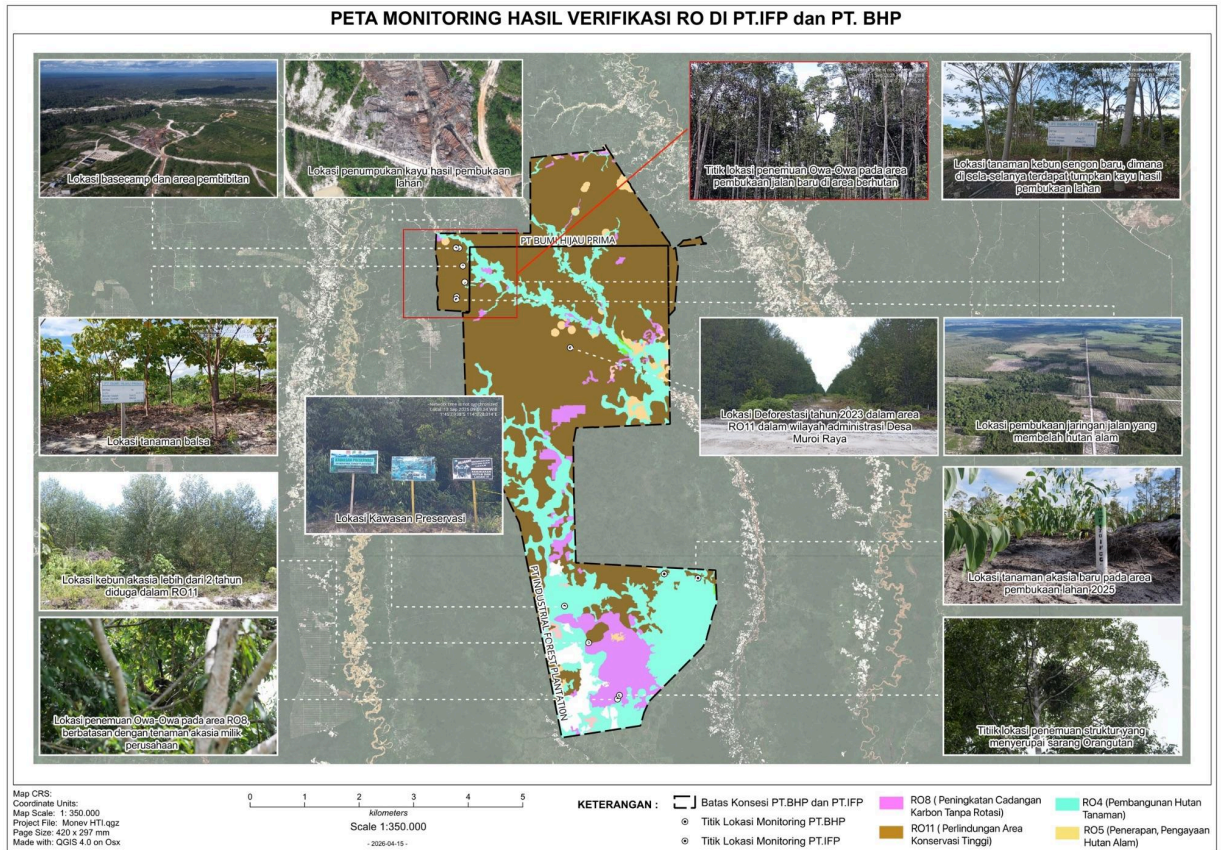 PETA MONITORING HASIL VERIFIKASI RO DI PT.IFP dan PT. BHP
Lokasi basecamp dan area pembibitan
Lokasi penumpukan kayu hasil pembukaan
lahan
Titik lokasi penemuan Owa-Owa pada area
pembukaan jalan baru di area berhutan
Lokasi tanaman kebun sengon baru, dimana
di sela-selanya terdapat tumpkan kayu hasil
pembukaan lahan
PT BUMI HIJAU PRIMA
Lokasi tanaman balsa
Lokasi Kawasan Preservasi
Lokasi Deforestasi tahun 2023 dalam area
RO11 dalam wilayah administrasi Desa
Muroi Raya
Lokasi pembukaan jaringan jalan yang
membelah hutan alam
Lokasi kebun akasia lebih dari 2 tahun
diduga dalam RO11
Lokasi tanaman akasia baru pada area
pembukaan lahan 2025
PT INDUSTRIAL FOREST PLANTATION
Lokasi penemuan Owa-Owa pada area RO8,
berbatasan dengan tenaman akasia milik
perusahaan
Titiik lokasi penemuan struktur yang
menyerupai sarang Orangutan
Map CRS:
Coordinate Units:
Map Scale: 1: 350.000
Project File: Monev HTI.qgz
Page Size: 420 x 297 mm
Made with: QGIS 4.0 on Osx
0 1 2 3 4 5
kilometers
Scale 1:350.000
- 2026-04-15 -
KETERANGAN :
Batas Konsesi PT.BHP dan PT.IFP
Titik Lokasi Monitoring PT.BHP
Titik Lokasi Monitoring PT.IFP
RO8 ( Peningkatan Cadangan
Karbon Tanpa Rotasi)
RO11 ( Perlindungan Area
Konservasi Tinggi)
RO4 (Pembangunan Hutan
Tanaman)
RO5 (Penerapan, Pengayaan
Hutan Alam)